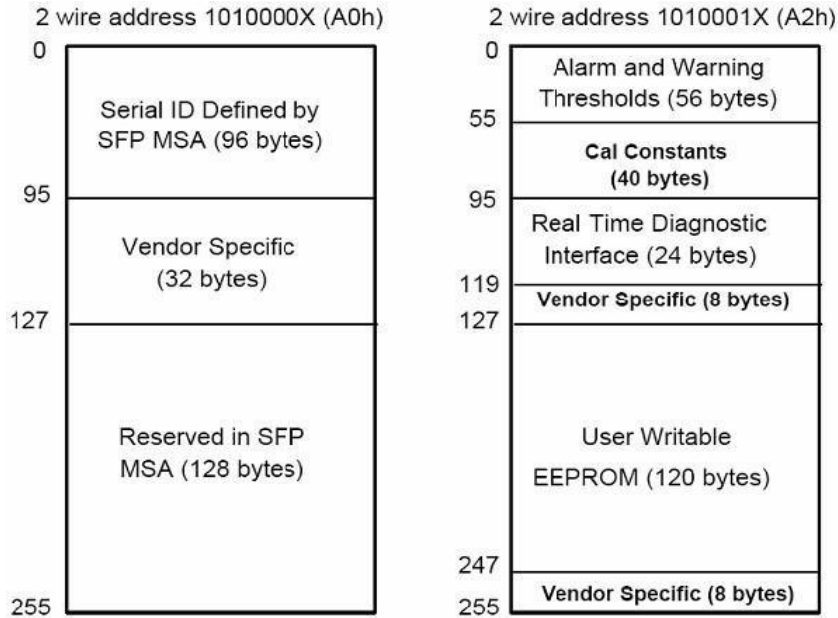 2 wire address 1010000X (A0h)
0
Serial ID Defined by
SFP MSA (96 bytes)
95
Vendor Specific
(32 bytes)
127
Reserved in SFP
MSA (128 bytes)
255
2 wire address 1010001X (A2h)
0
Alarm and Warning
Thresholds (56 bytes)
55
Cal Constants
(40 bytes)
95
Real Time Diagnostic
Interface (24 bytes)
119
Vendor Specific (8 bytes)
127
User Writable
EEPROM (120 bytes)
247
Vendor Specific (8 bytes)
255